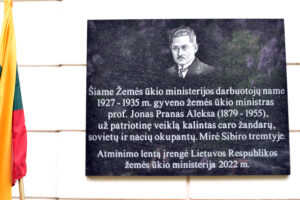 Šiame Žemės ūkio ministerijos darbuotojų name
1927 - 1935 m. gyveno žemės ūkio ministras
prof. Jonas Pranas Aleksa (1879 - 1955),
už patriotinę veiklą kalintas caro žandarų,
sovietų ir nacių okupantų. Mirė Sibiro tremtyje.
Atminimo lentą įrengė Lietuvos Respublikos
žemės ūkio ministerija 2022 m.